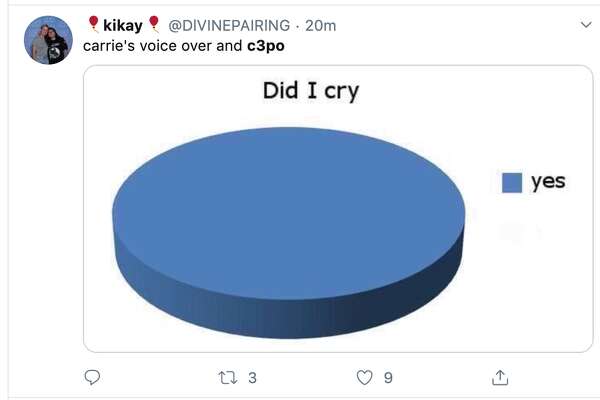 🎈 kikay 🎈 @DIVINEPAIRING · 20m
carrie's voice over and c3po
Did I cry
yes
3 9